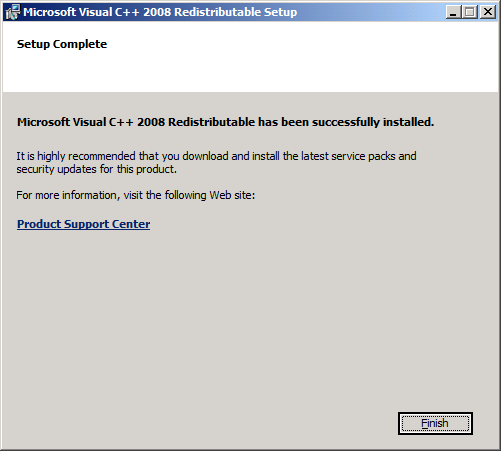 Microsoft Visual C++ 2008 Redistributable Setup
Setup Complete
Microsoft Visual C++ 2008 Redistributable has been successfully installed.
It is highly recommended that you download and install the latest service packs and
security updates for this product.
For more information, visit the following Web site:
Product Support Center
Finish